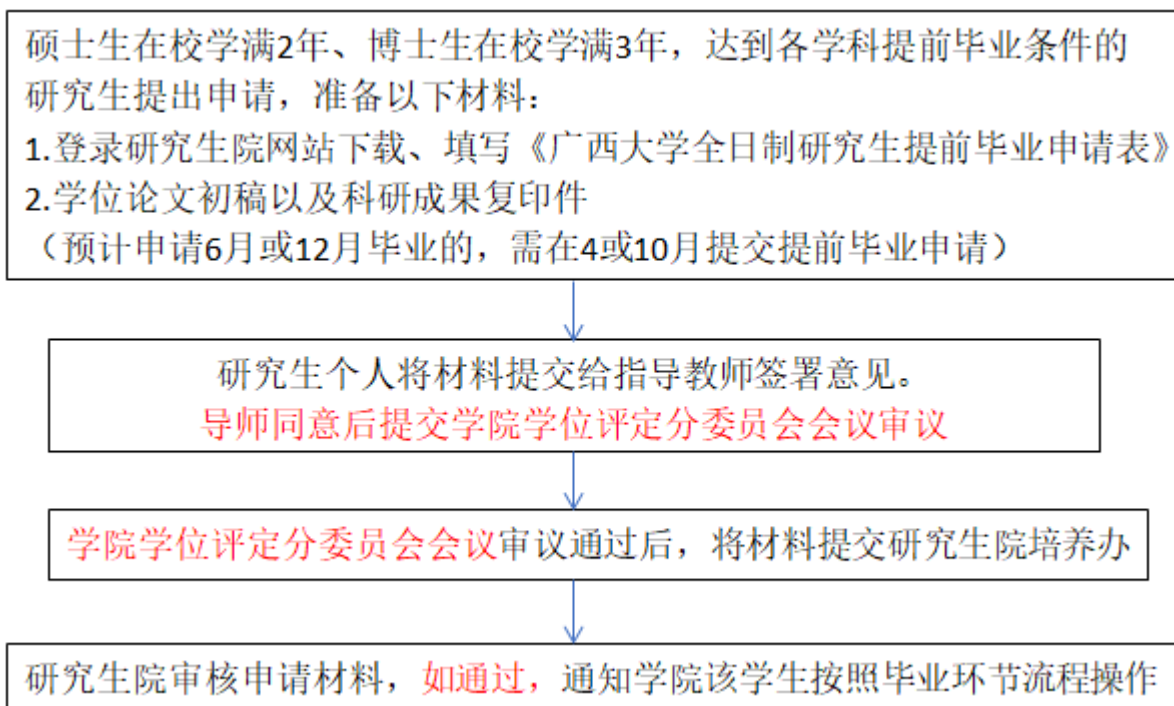 硕士生在校学满2年、博士生在校学满3年，达到各学科提前毕业条件的
研究生提出申请，准备以下材料：
1.登录研究生院网站下载、填写《广西大学全日制研究生提前毕业申请表》
2.学位论文初稿以及科研成果复印件
（预计申请6月或12月毕业的，需在4或10月提交提前毕业申请）
研究生个人将材料提交给指导教师签署意见。
导师同意后提交学院学位评定分委员会会议审议
学院学位评定分委员会会议审议通过后，将材料提交研究生院培养办
研究生院审核申请材料，如通过，通知学院该学生按照毕业环节流程操作